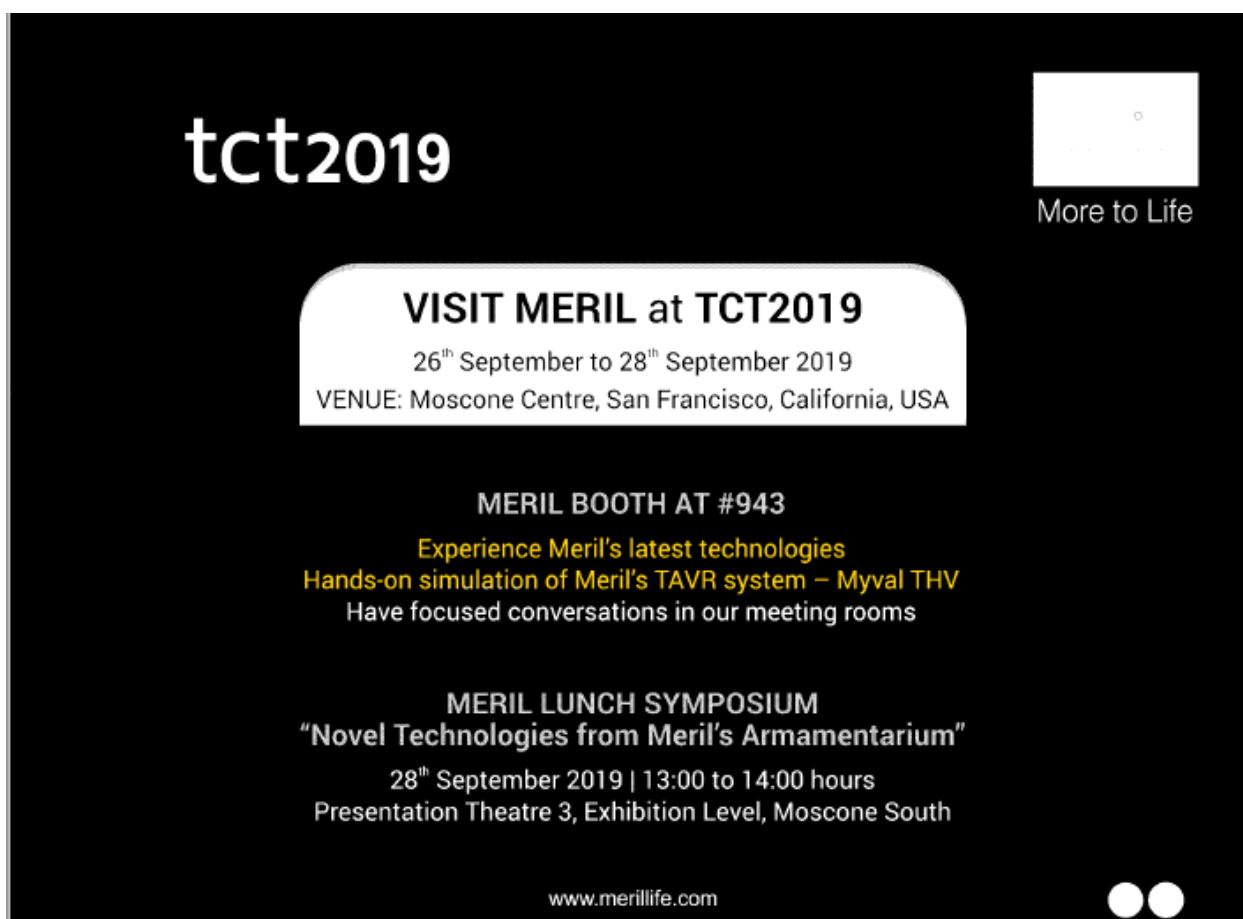 tct2019
More to Life
VISIT MERIL at TCT2019
26th September to 28th September 2019
VENUE: Moscone Centre, San Francisco, California, USA
MERIL BOOTH AT #943
Experience Meril's latest technologies
Hands-on simulation of Meril's TAVR system – Myval THV
Have focused conversations in our meeting rooms
MERIL LUNCH SYMPOSIUM
“Novel Technologies from Meril's Armamentarium”
28th September 2019 | 13:00 to 14:00 hours
Presentation Theatre 3, Exhibition Level, Moscone South
www.merillife.com